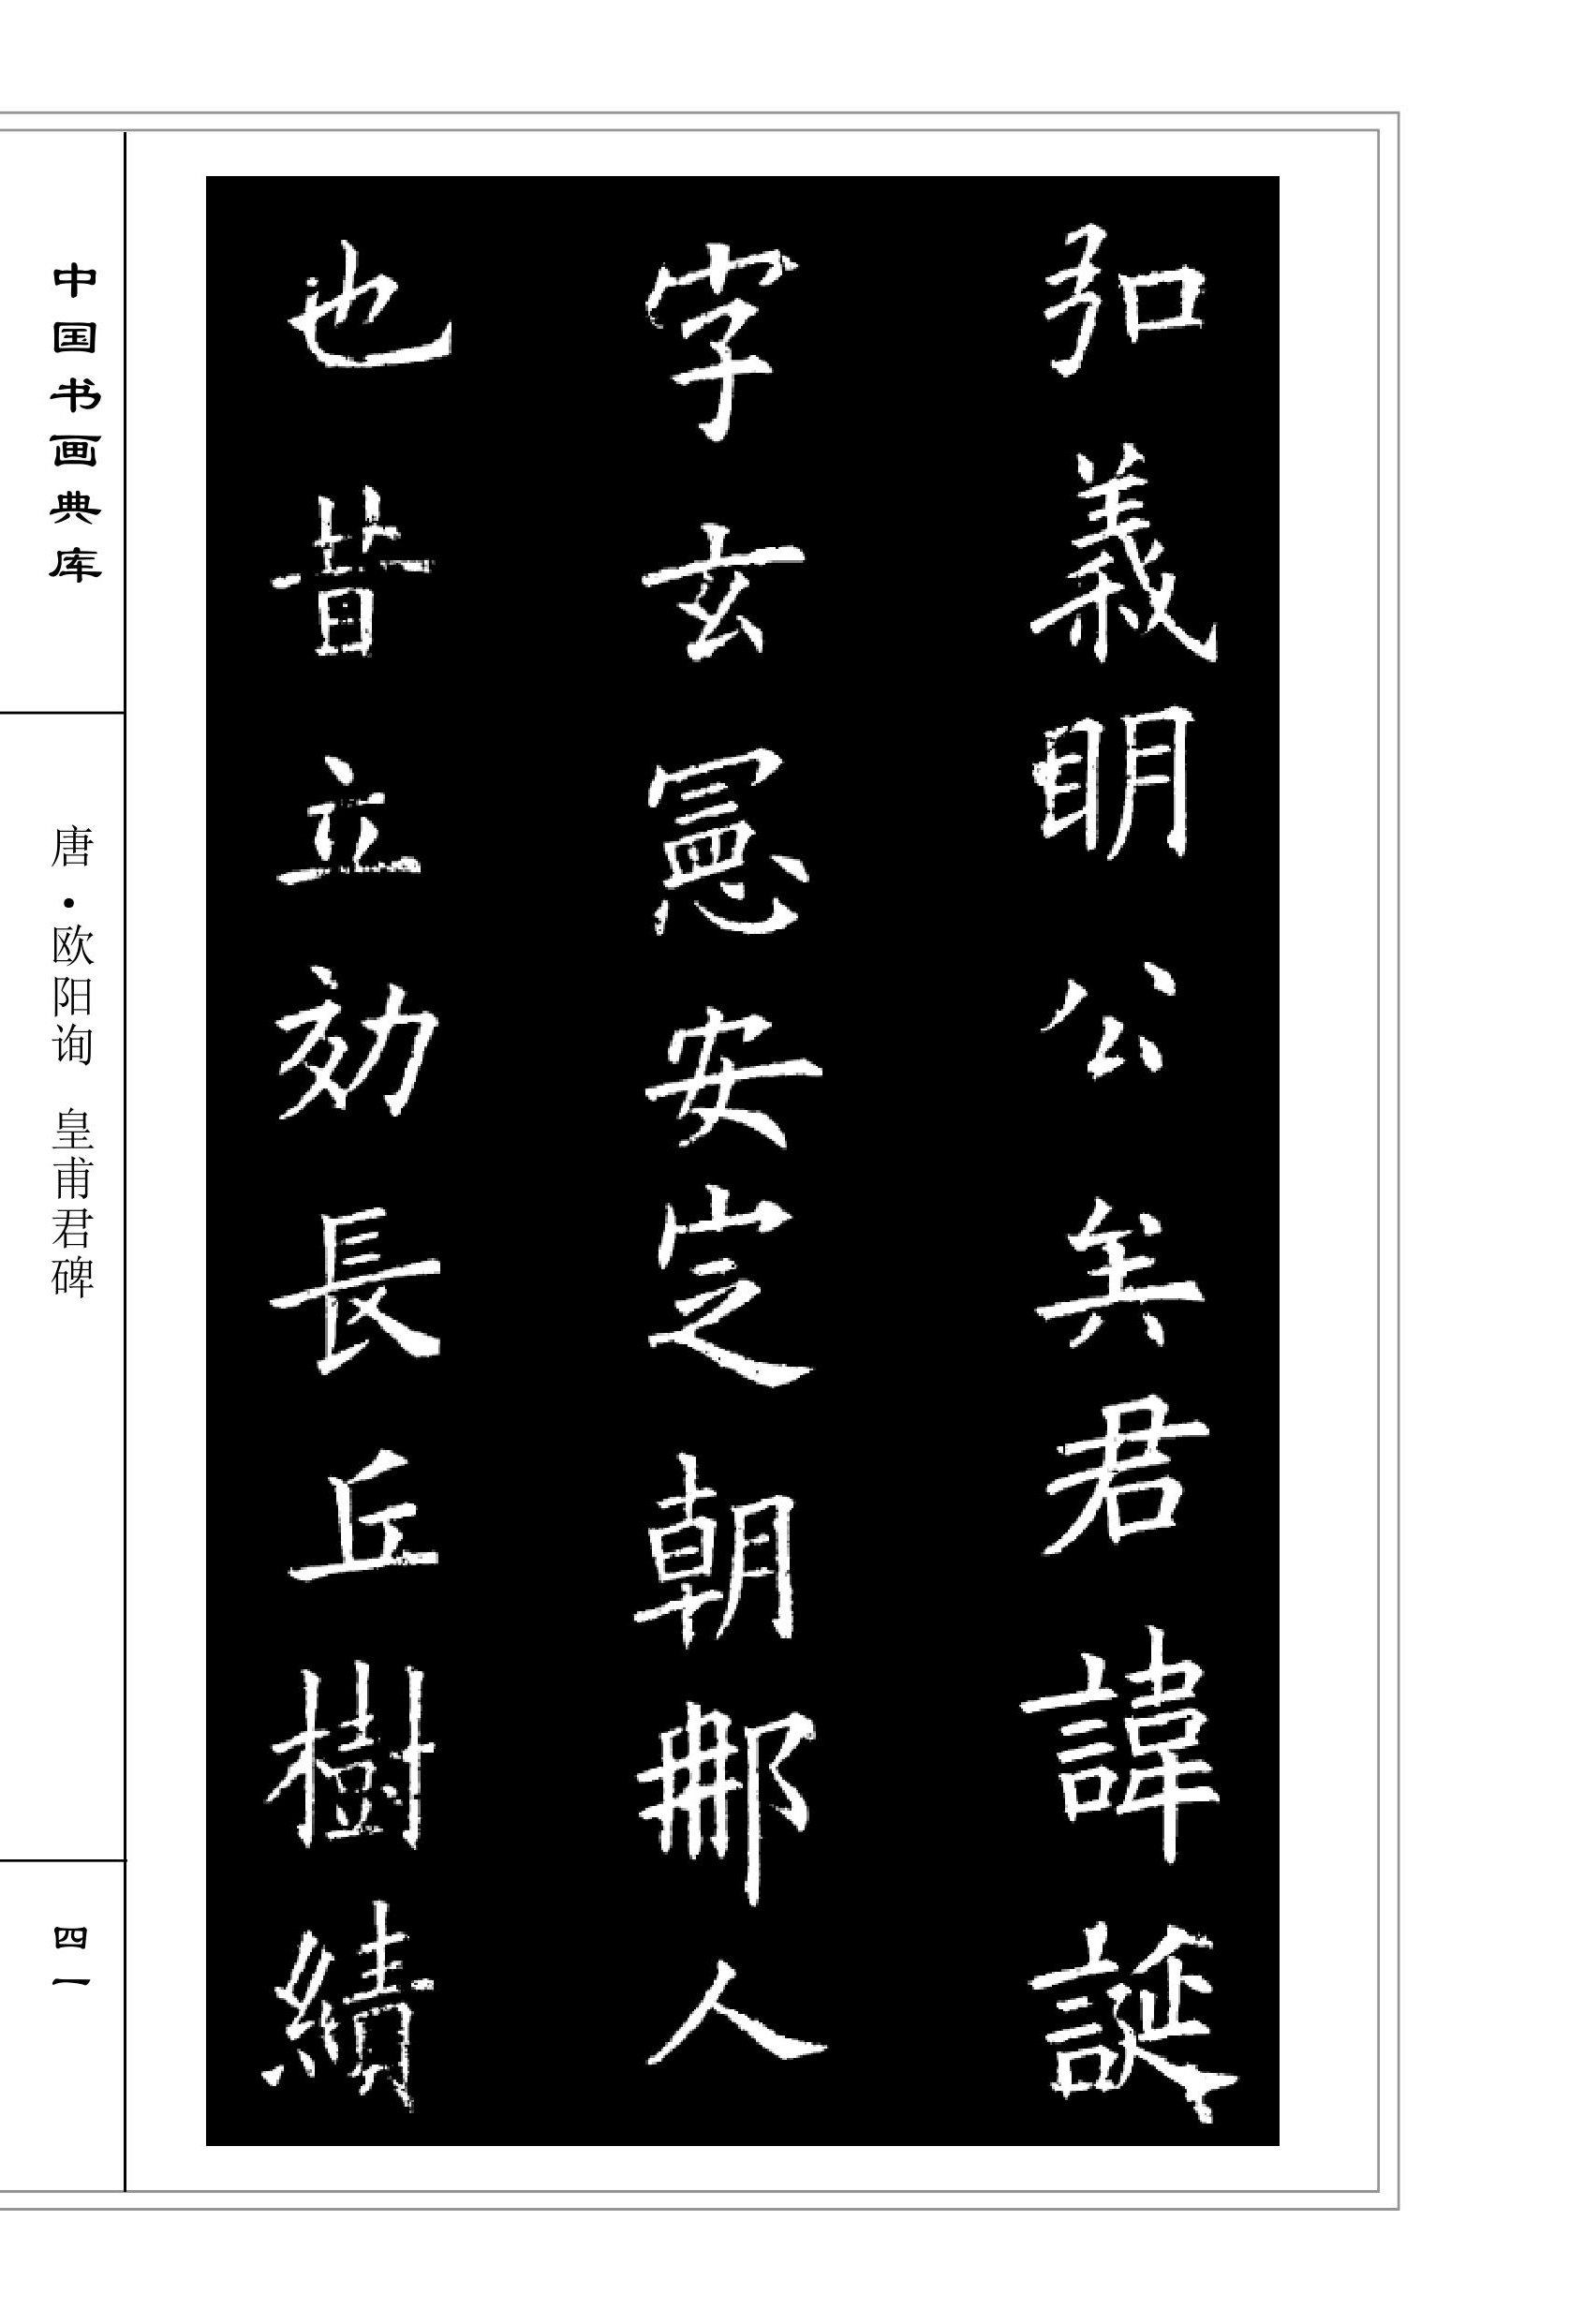 弘義明公矣君諱誕
字玄憲安定朝那人
也昔立効長丘樹績
中国书画典库
唐·欧阳询 皇甫君碑
四一